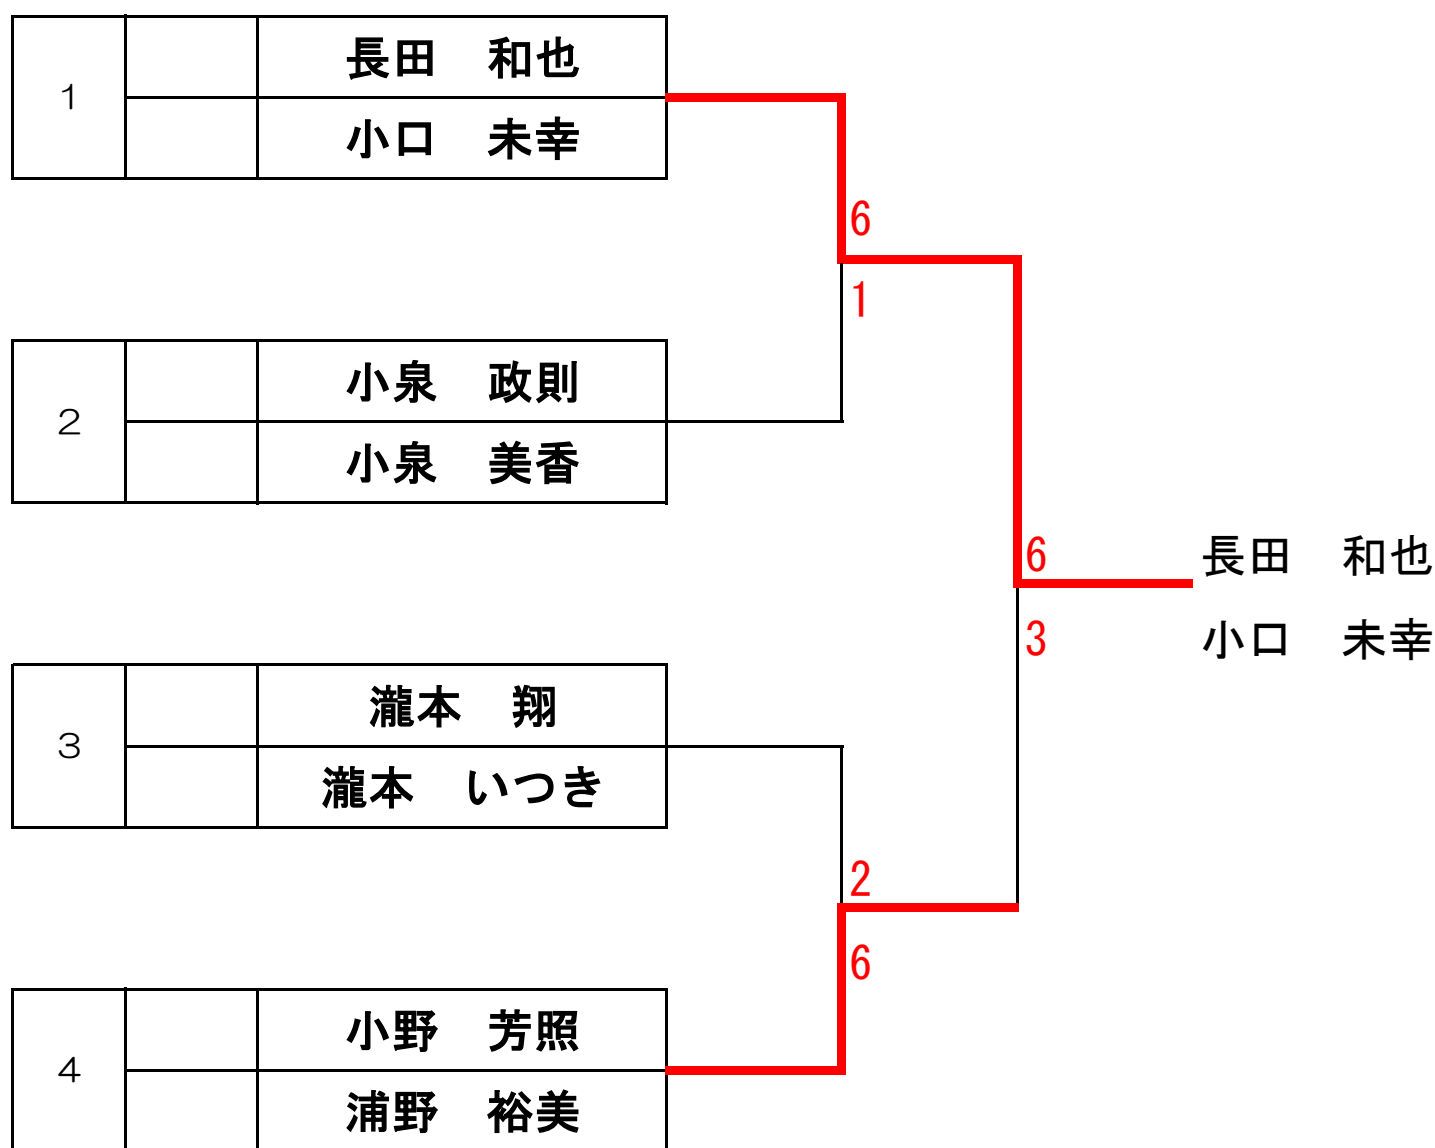 長田　和也
1
小口　未幸
6
1
小泉　政則
2
小泉　美香
6
長田　和也
3
小口　未幸
瀧本　翔
3
瀧本　いつき
2
6
小野　芳照
4
浦野　裕美